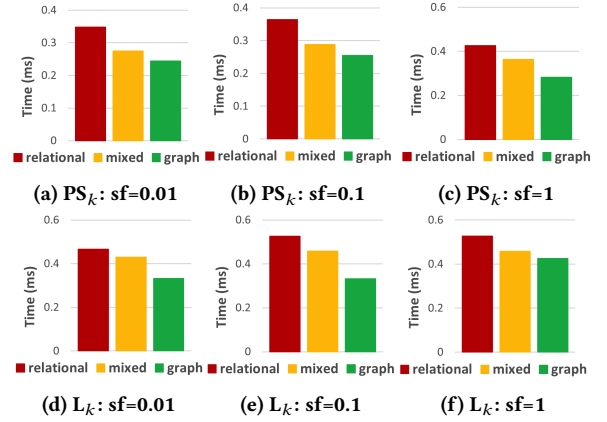 0.4
0.3
0.2
0.1
0
Time (ms)
relational mixed graph
(a) PSₖ: sf=0.01
0.4
0.3
0.2
0.1
0
Time (ms)
relational mixed graph
(b) PSₖ: sf=0.1
0.6
0.4
0.2
0
Time (ms)
relational mixed graph
(c) PSₖ: sf=1
0.6
0.4
0.2
0
Time (ms)
relational mixed graph
(d) Lₖ: sf=0.01
0.6
0.4
0.2
0
Time (ms)
relational mixed graph
(e) Lₖ: sf=0.1
0.6
0.4
0.2
0
Time (ms)
relational mixed graph
(f) Lₖ: sf=1